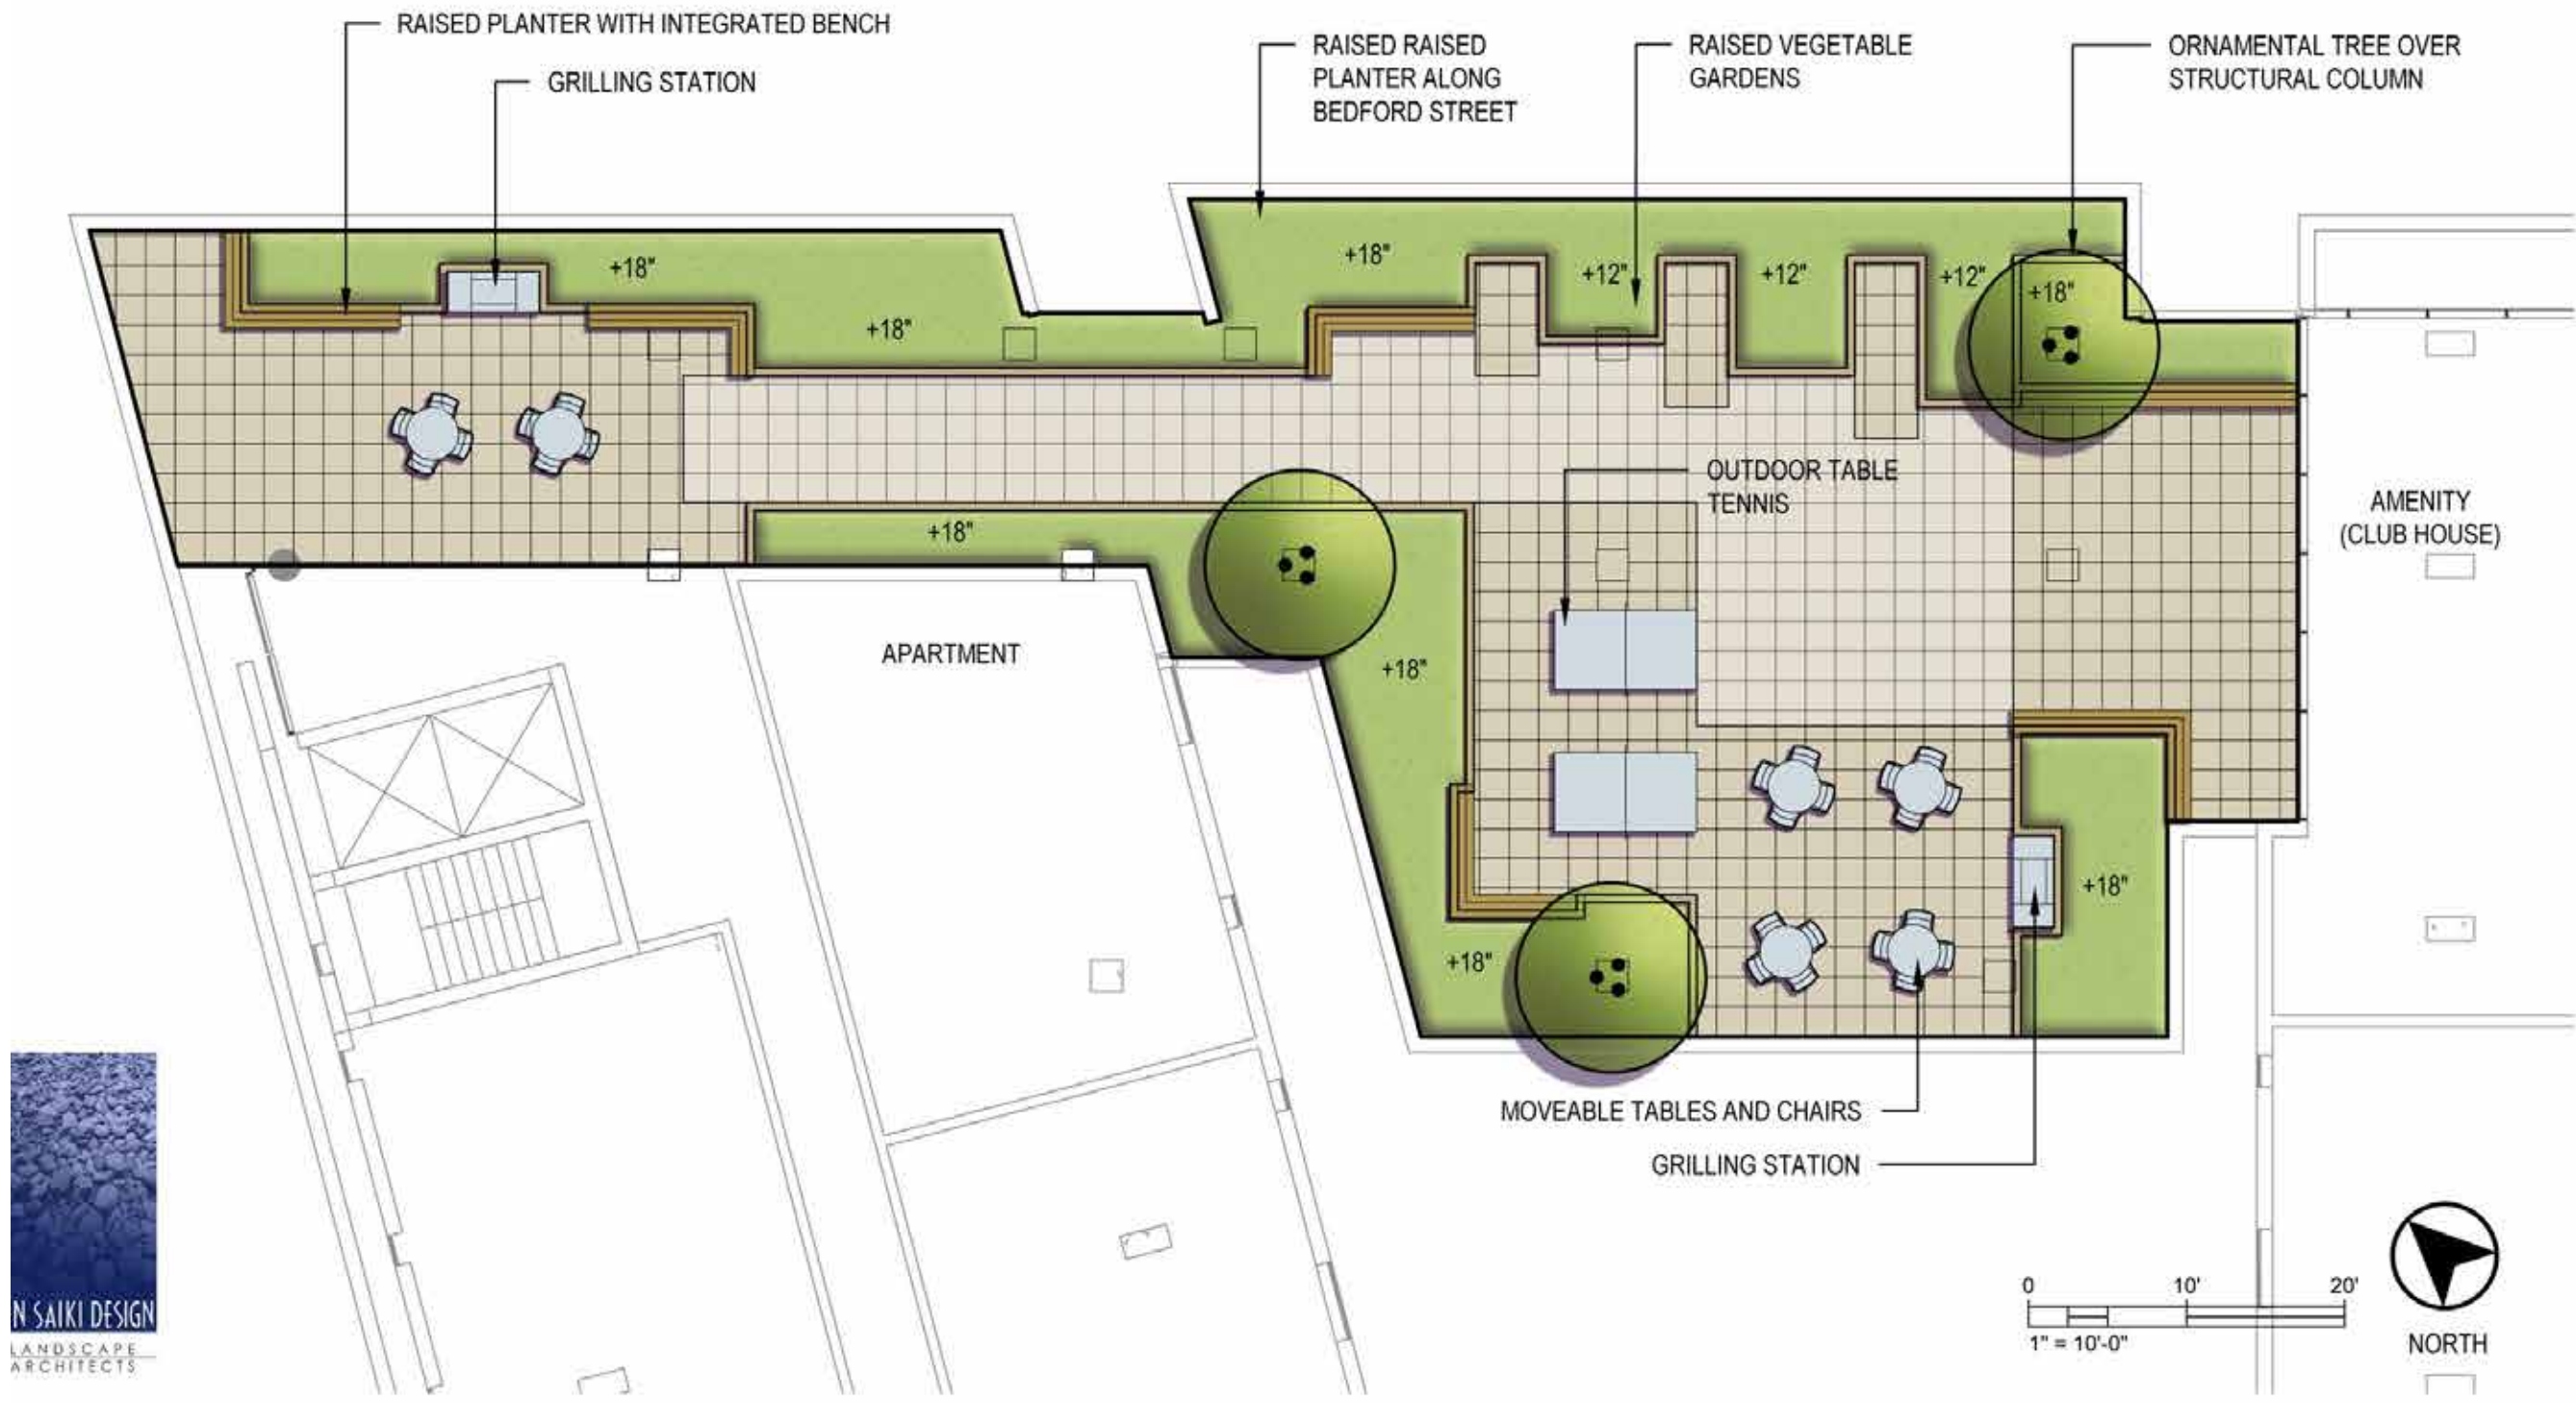 RAISED PLANTER WITH INTEGRATED BENCH
GRILLING STATION
RAISED RAISED
PLANTER ALONG
BEDFORD STREET
RAISED VEGETABLE
GARDENS
ORNAMENTAL TREE OVER
STRUCTURAL COLUMN
+18"
+18"
+18"
+12"
+12"
+12"
+18"
OUTDOOR TABLE
TENNIS
AMENITY
(CLUB HOUSE)
+18"
APARTMENT
+18"
+18"
+18"
MOVEABLE TABLES AND CHAIRS
GRILLING STATION
0 10' 20'
1" = 10'-0"
NORTH
N SAIKI DESIGN
LANDSCAPE
ARCHITECTS